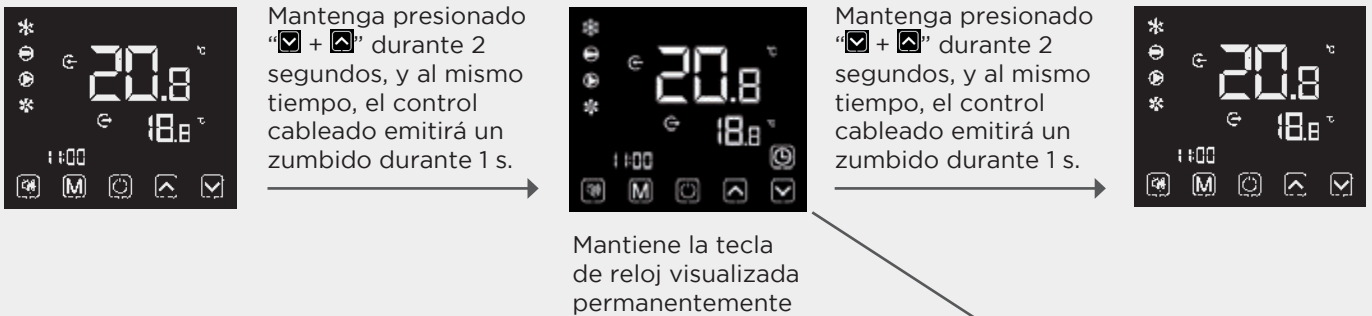 20.8 °C
18.8 °C
11:00
M
Mantenga presionado
“ + ” durante 2
segundos, y al mismo
tiempo, el control
cableado emitirá un
zumbido durante 1 s.
20.8
18.8
11:00
M
Mantiene la tecla
de reloj visualizada
permanentemente
Mantenga presionado
“ + ” durante 2
segundos, y al mismo
tiempo, el control
cableado emitirá un
zumbido durante 1 s.
20.8 °C
18.8 °C
11:00
M